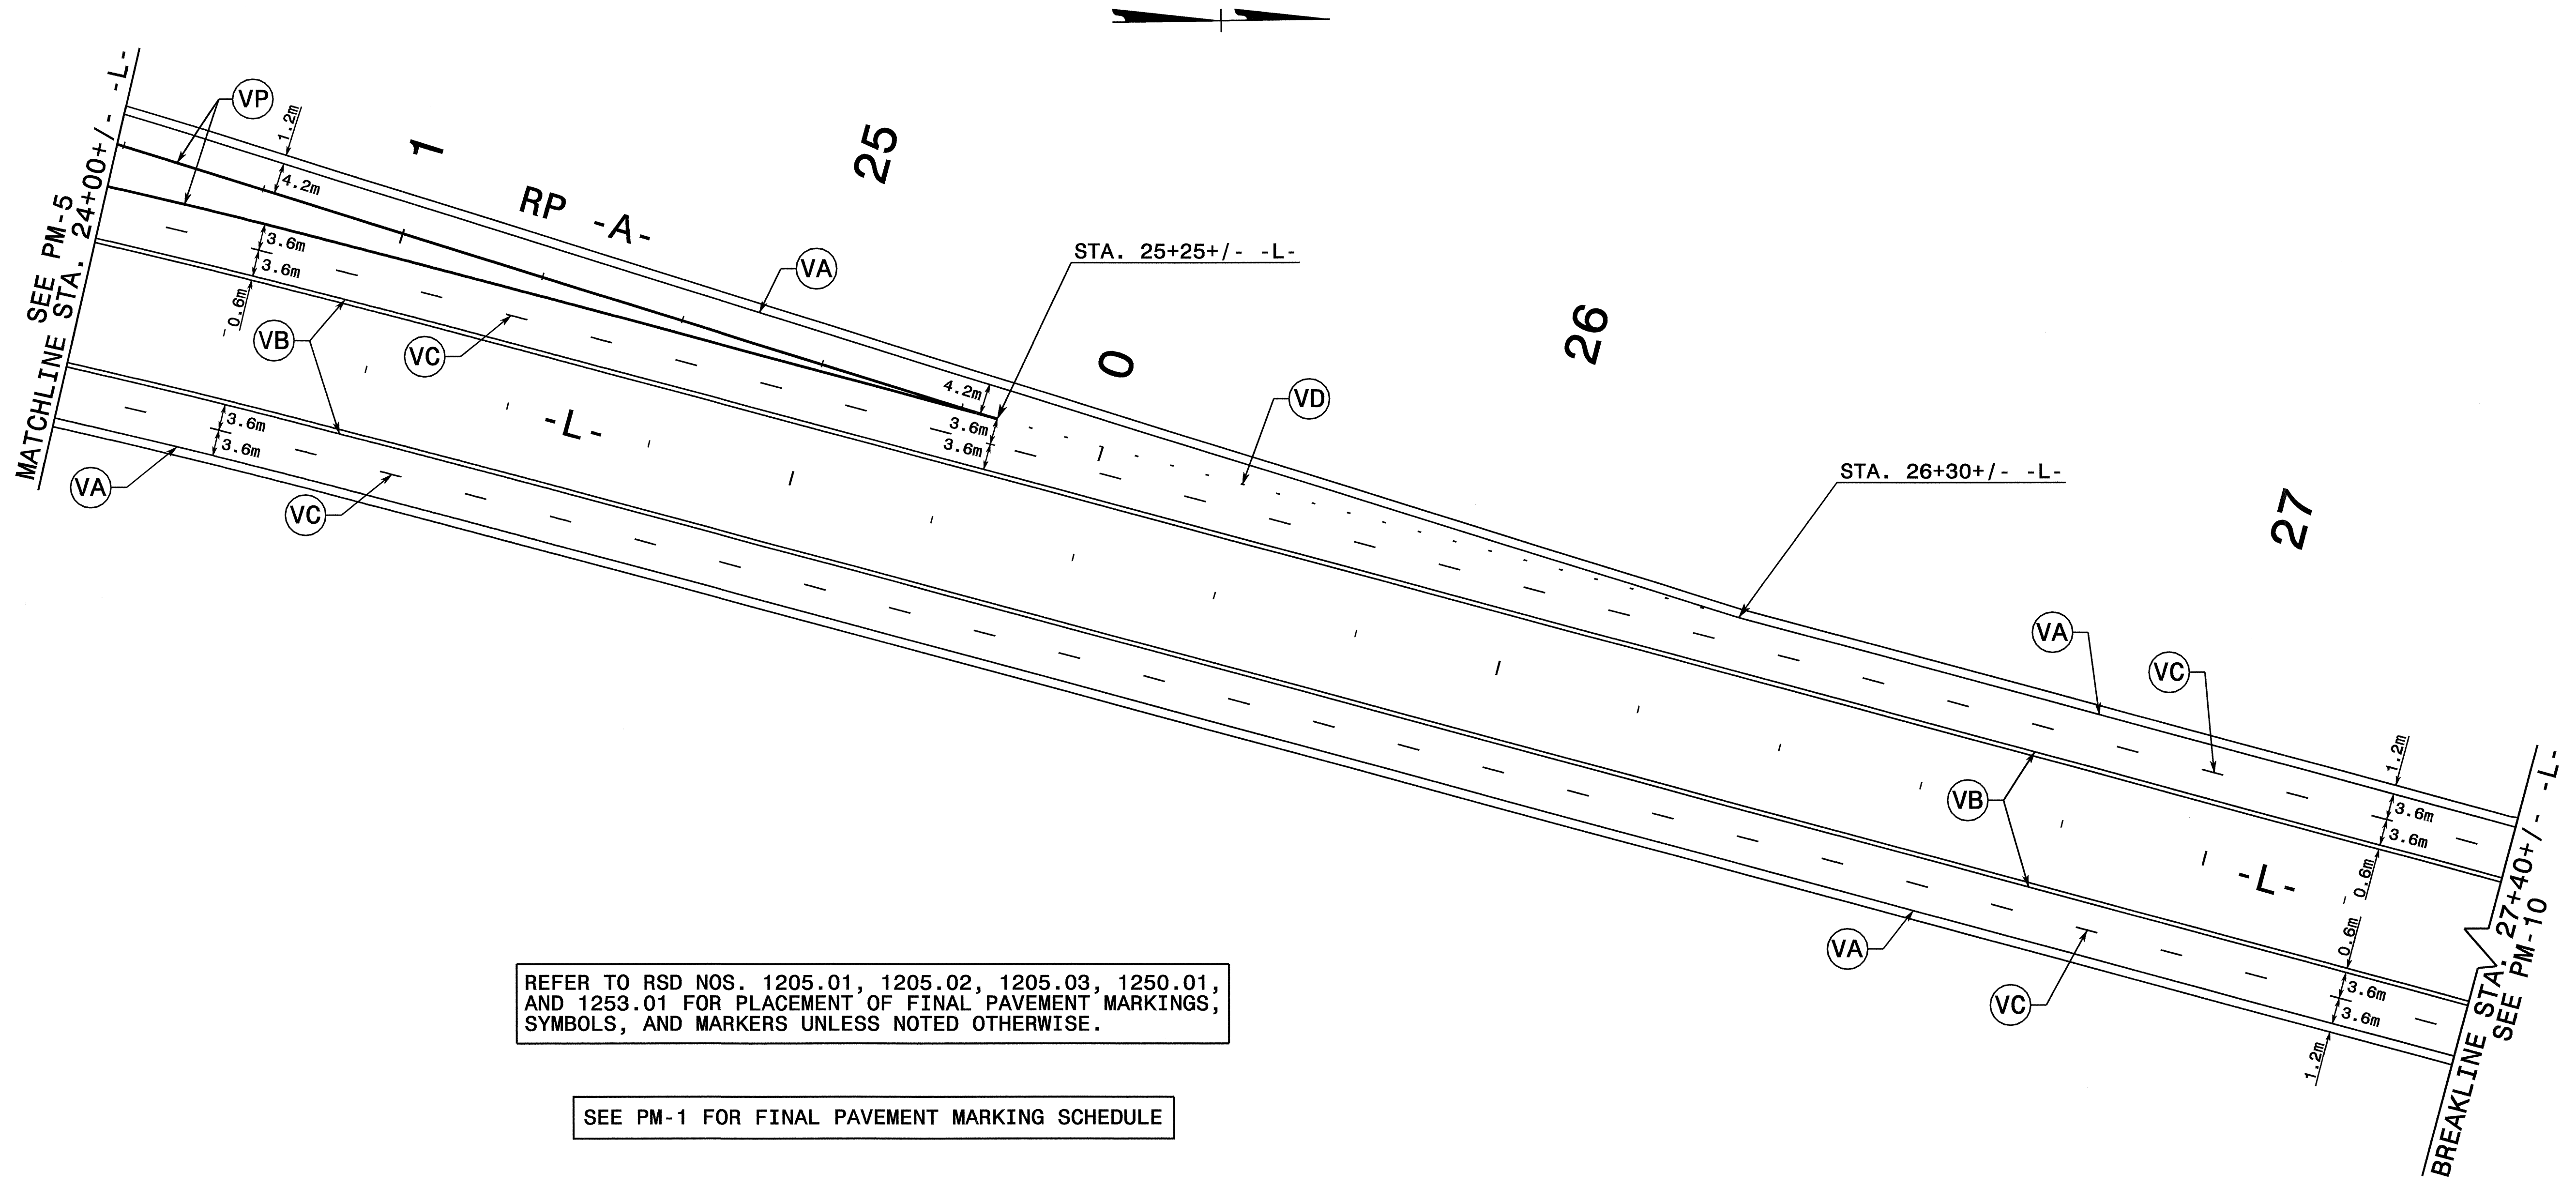 -L-
MATCHLINE STA. 24+00+/-
SEE PM-5
VP
1.2m
4.2m
1
RP -A-
25
VA
STA. 25+25+/- -L-
3.6m
3.6m
0.6m
VB
VC
-L-
3.6m
3.6m
VA
VC
4.2m
3.6m
3.6m
0
VD
26
STA. 26+30+/- -L-
27
VA
VC
VB
1.2m
3.6m
3.6m
0.6m
-L-
0.6m
3.6m
3.6m
1.2m
VA
VC
BREAKLINE STA. 27+40+/- -L-
SEE PM-10
REFER TO RSD NOS. 1205.01, 1205.02, 1205.03, 1250.01,
AND 1253.01 FOR PLACEMENT OF FINAL PAVEMENT MARKINGS,
SYMBOLS, AND MARKERS UNLESS NOTED OTHERWISE.
SEE PM-1 FOR FINAL PAVEMENT MARKING SCHEDULE